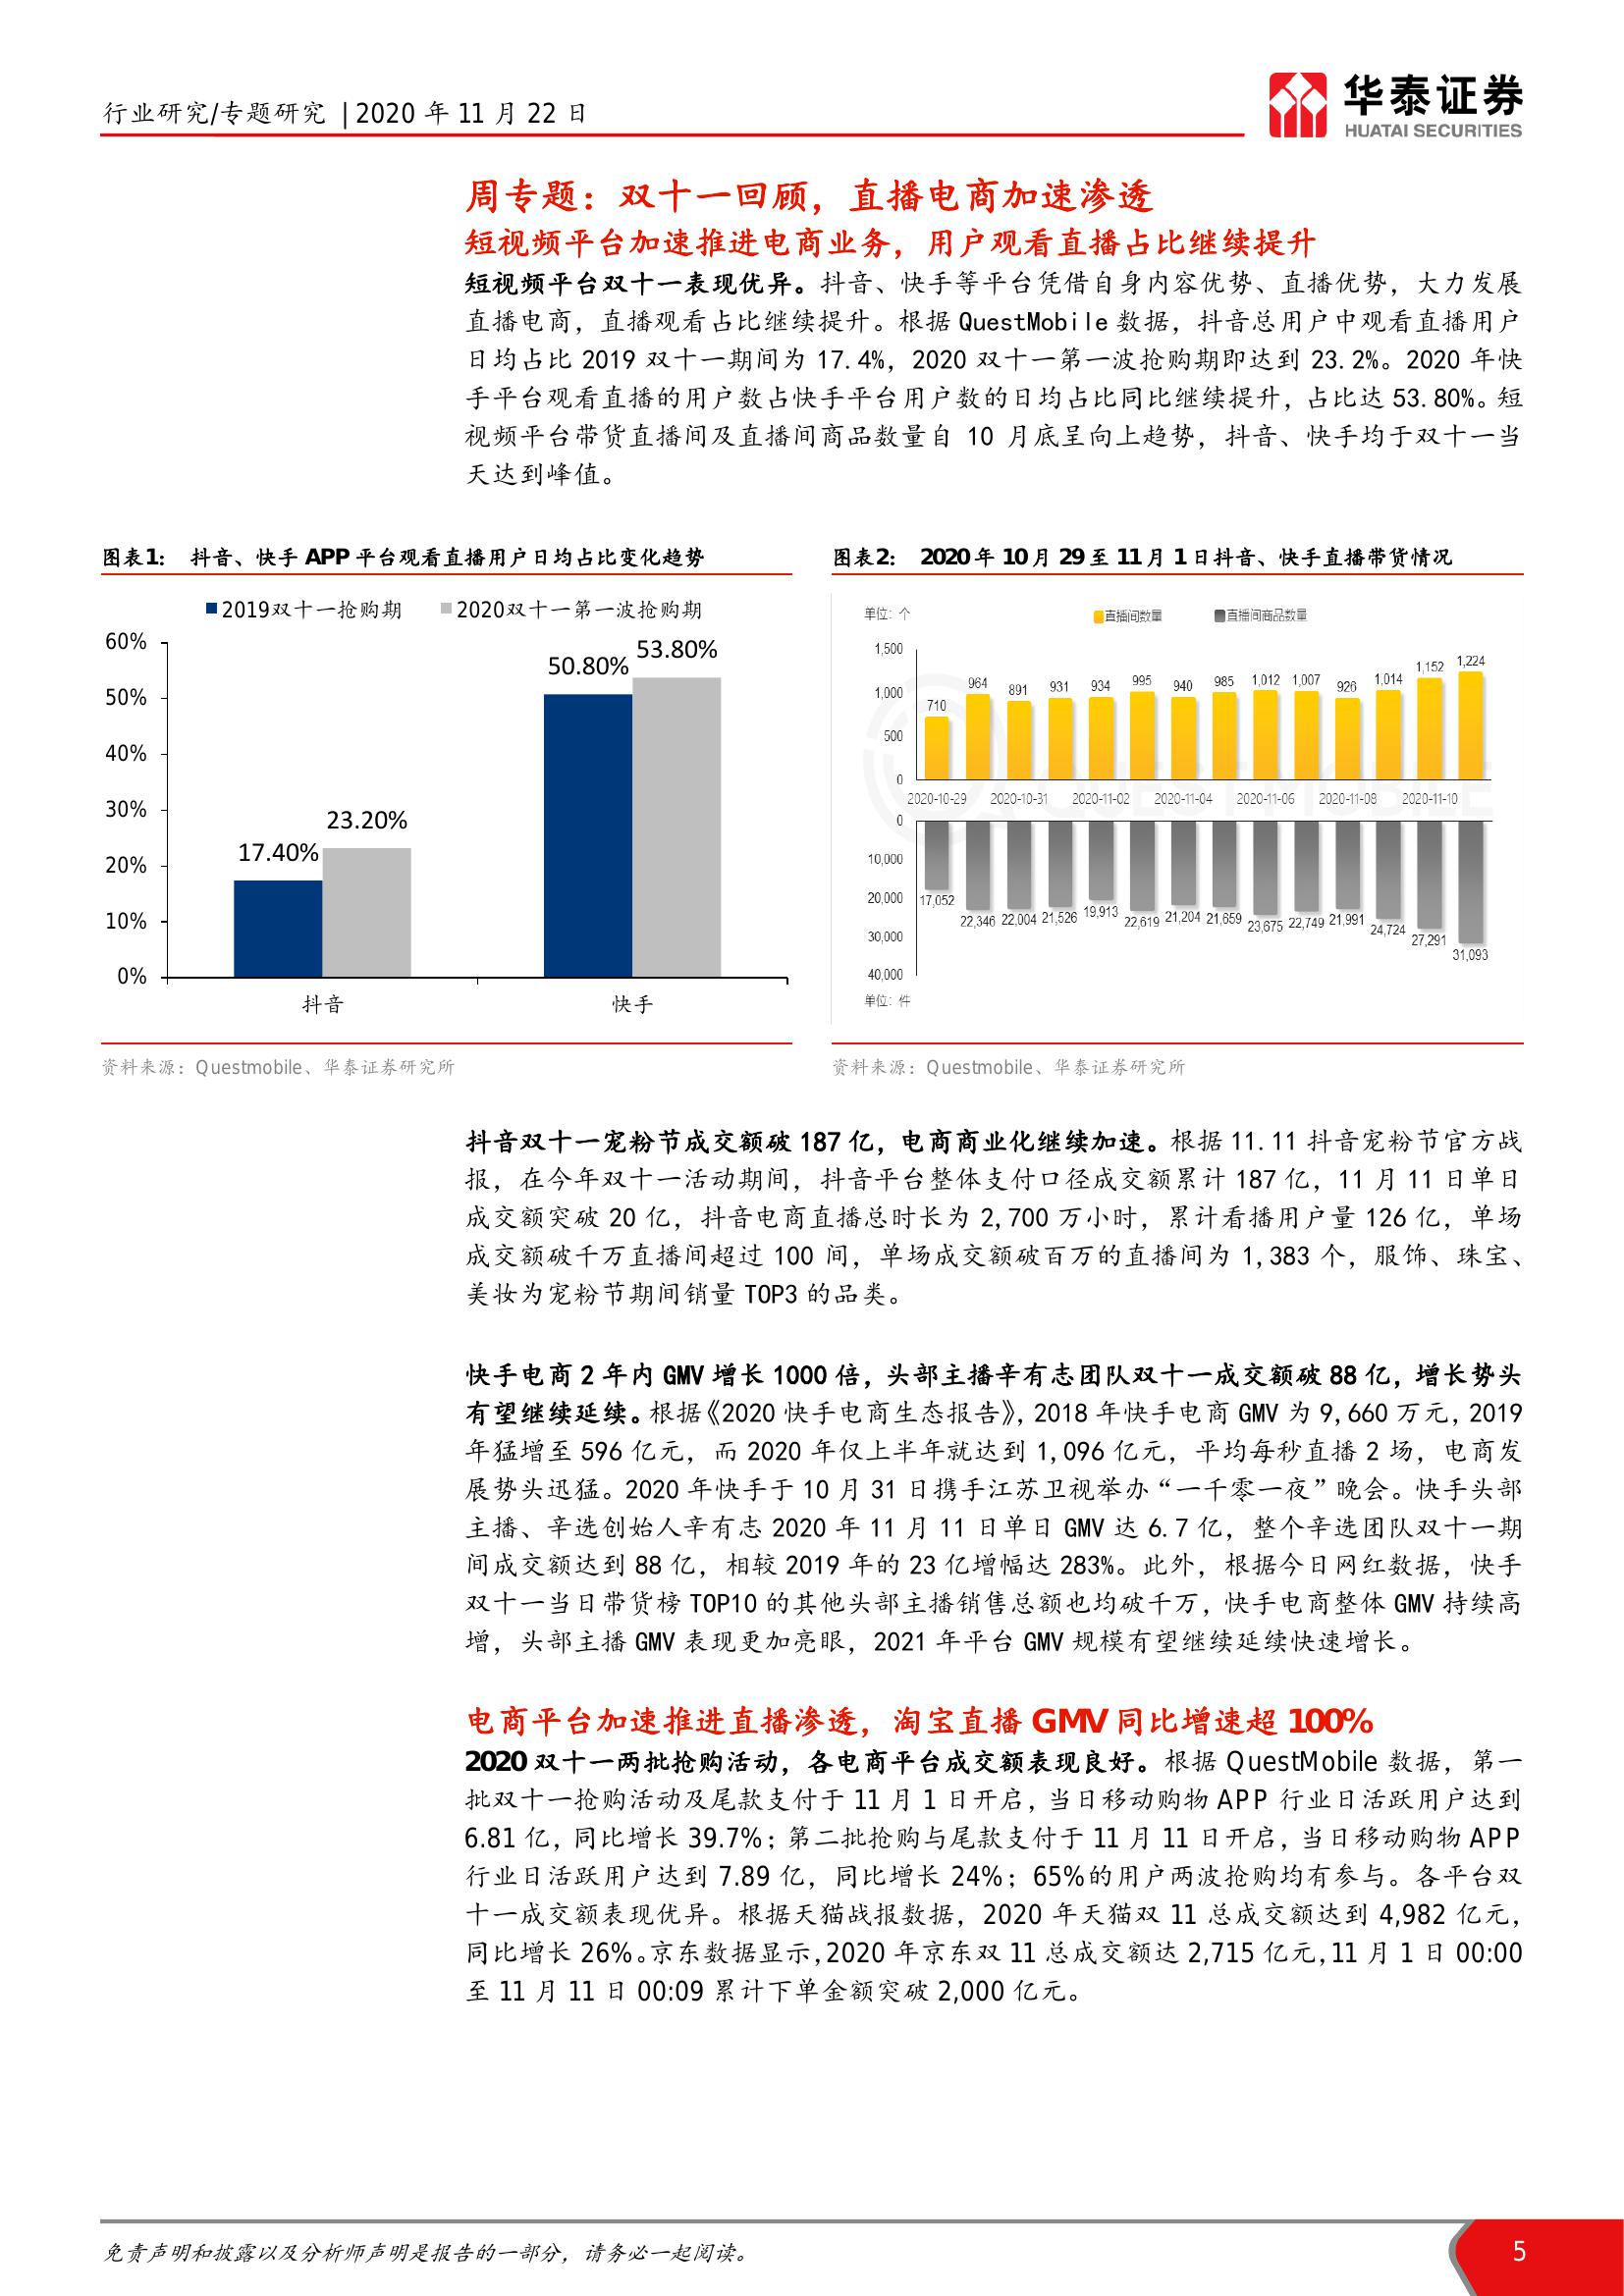 行业研究/专题研究 | 2020 年 11 月 22 日
华泰证券
HUATAI SECURITIES
周专题：双十一回顾，直播电商加速渗透
短视频平台加速推进电商业务，用户观看直播占比继续提升
短视频平台双十一表现优异。抖音、快手等平台凭借自身内容优势、直播优势，大力发展
直播电商，直播观看占比继续提升。根据 QuestMobile 数据，抖音总用户中观看直播用户
日均占比 2019 双十一期间为 17.4%，2020 双十一第一波抢购期即达到 23.2%。2020 年快
手平台观看直播的用户数占快手平台用户数的日均占比同比继续提升，占比达 53.80%。短
视频平台带货直播间及直播间商品数量自 10 月底呈向上趋势，抖音、快手均于双十一当
天达到峰值。
图表1： 抖音、快手 APP 平台观看直播用户日均占比变化趋势
2019双十一抢购期 2020双十一第一波抢购期
60%
50%
40%
30%
20%
10%
0%
17.40%
23.20%
50.80%
53.80%
抖音 快手
资料来源：Questmobile、华泰证券研究所
图表2： 2020 年 10 月 29 至 11 月 1 日抖音、快手直播带货情况
单位：个 直播间数量 直播间商品数量
1,500
1,000
500
0
710 964 891 931 934 995 940 985 1,012 1,007 926 1,014 1,152 1,224
2020-10-29 2020-10-31 2020-11-02 2020-11-04 2020-11-06 2020-11-08 2020-11-10
0
10,000
20,000
30,000
40,000
17,052 22,346 22,004 21,526 19,913 22,619 21,204 21,659 23,675 22,749 21,991 24,724 27,291 31,093
单位：件
QUESTMOBILE
资料来源：Questmobile、华泰证券研究所
抖音双十一宠粉节成交额破 187 亿，电商商业化继续加速。根据 11.11 抖音宠粉节官方战
报，在今年双十一活动期间，抖音平台整体支付口径成交额累计 187 亿，11 月 11 日单日
成交额突破 20 亿，抖音电商直播总时长为 2,700 万小时，累计看播用户量 126 亿，单场
成交额破千万直播间超过 100 间，单场成交额破百万的直播间为 1,383 个，服饰、珠宝、
美妆为宠粉节期间销量 TOP3 的品类。
快手电商 2 年内 GMV 增长 1000 倍，头部主播辛有志团队双十一成交额破 88 亿，增长势头
有望继续延续。根据《2020 快手电商生态报告》，2018 年快手电商 GMV 为 9,660 万元，2019
年猛增至 596 亿元，而 2020 年仅上半年就达到 1,096 亿元，平均每秒直播 2 场，电商发
展势头迅猛。2020 年快手于 10 月 31 日携手江苏卫视举办“一千零一夜”晚会。快手头部
主播、辛选创始人辛有志 2020 年 11 月 11 日单日 GMV 达 6.7 亿，整个辛选团队双十一期
间成交额达到 88 亿，相较 2019 年的 23 亿增幅达 283%。此外，根据今日网红数据，快手
双十一当日带货榜 TOP10 的其他头部主播销售总额也均破千万，快手电商整体 GMV 持续高
增，头部主播 GMV 表现更加亮眼，2021 年平台 GMV 规模有望继续延续快速增长。
电商平台加速推进直播渗透，淘宝直播 GMV 同比增速超 100%
2020 双十一两批抢购活动，各电商平台成交额表现良好。根据 QuestMobile 数据，第一
批双十一抢购活动及尾款支付于 11 月 1 日开启，当日移动购物 APP 行业日活跃用户达到
6.81 亿，同比增长 39.7%；第二批抢购与尾款支付于 11 月 11 日开启，当日移动购物 APP
行业日活跃用户达到 7.89 亿，同比增长 24%；65%的用户两波抢购均有参与。各平台双
十一成交额表现优异。根据天猫战报数据，2020 年天猫双 11 总成交额达到 4,982 亿元，
同比增长 26%。京东数据显示，2020 年京东双 11 总成交额达 2,715 亿元，11 月 1 日 00:00
至 11 月 11 日 00:09 累计下单金额突破 2,000 亿元。
免责声明和披露以及分析师声明是报告的一部分，请务必一起阅读。
5